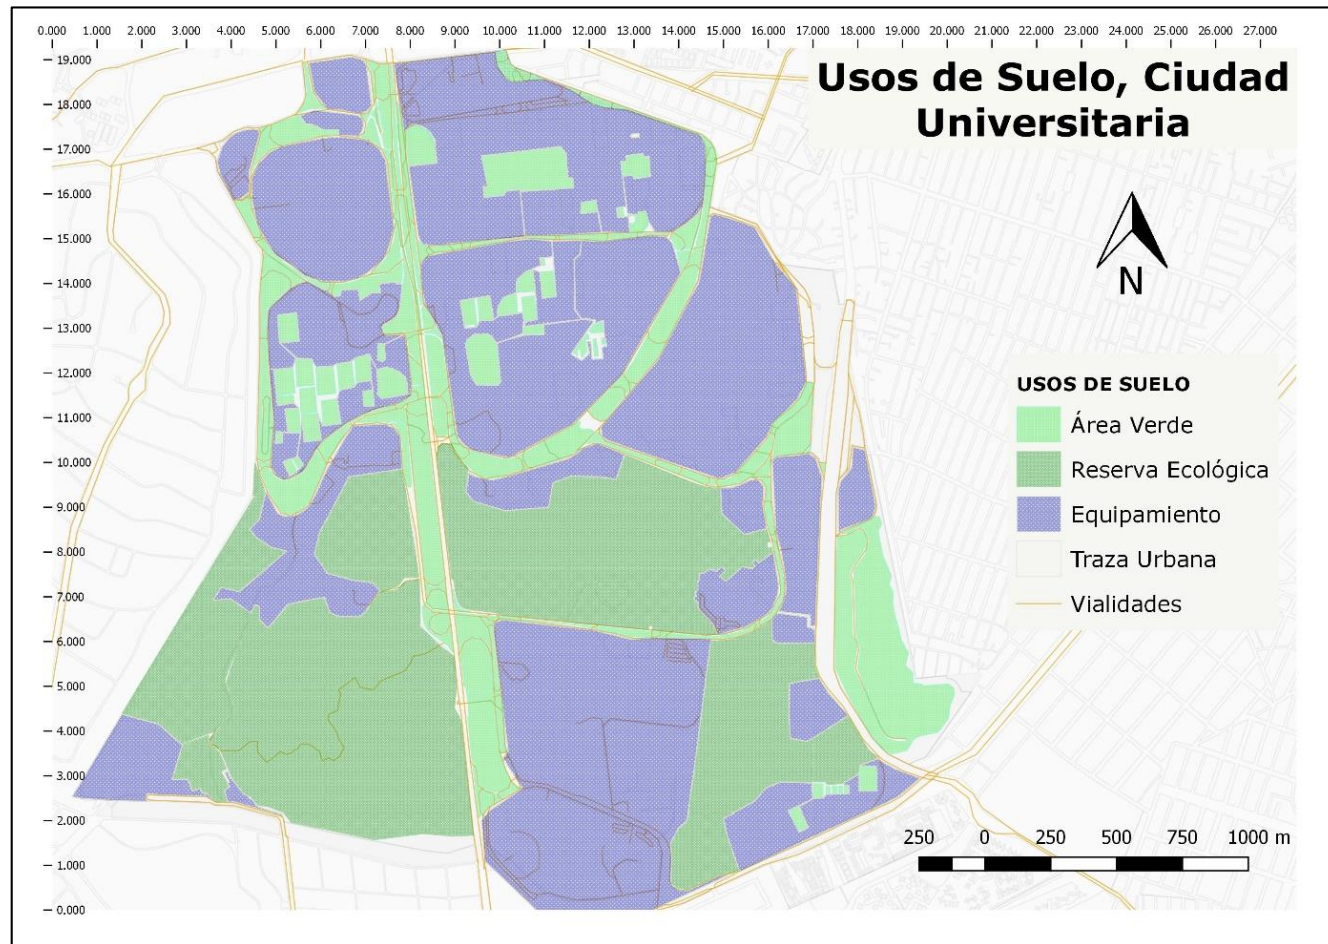 0.000 1.000 2.000 3.000 4.000 5.000 6.000 7.000 8.000 9.000 10.000 11.000 12.000 13.000 14.000 15.000 16.000 17.000 18.000 19.000 20.000 21.000 22.000 23.000 24.000 25.000 26.000 27.000
19.000
18.000
17.000
16.000
15.000
14.000
13.000
12.000
11.000
10.000
9.000
8.000
7.000
6.000
5.000
4.000
3.000
2.000
1.000
0.000
Usos de Suelo, Ciudad
Universitaria
N
USOS DE SUELO
Área Verde
Reserva Ecológica
Equipamiento
Traza Urbana
Vialidades
250 0 250 500 750 1000 m